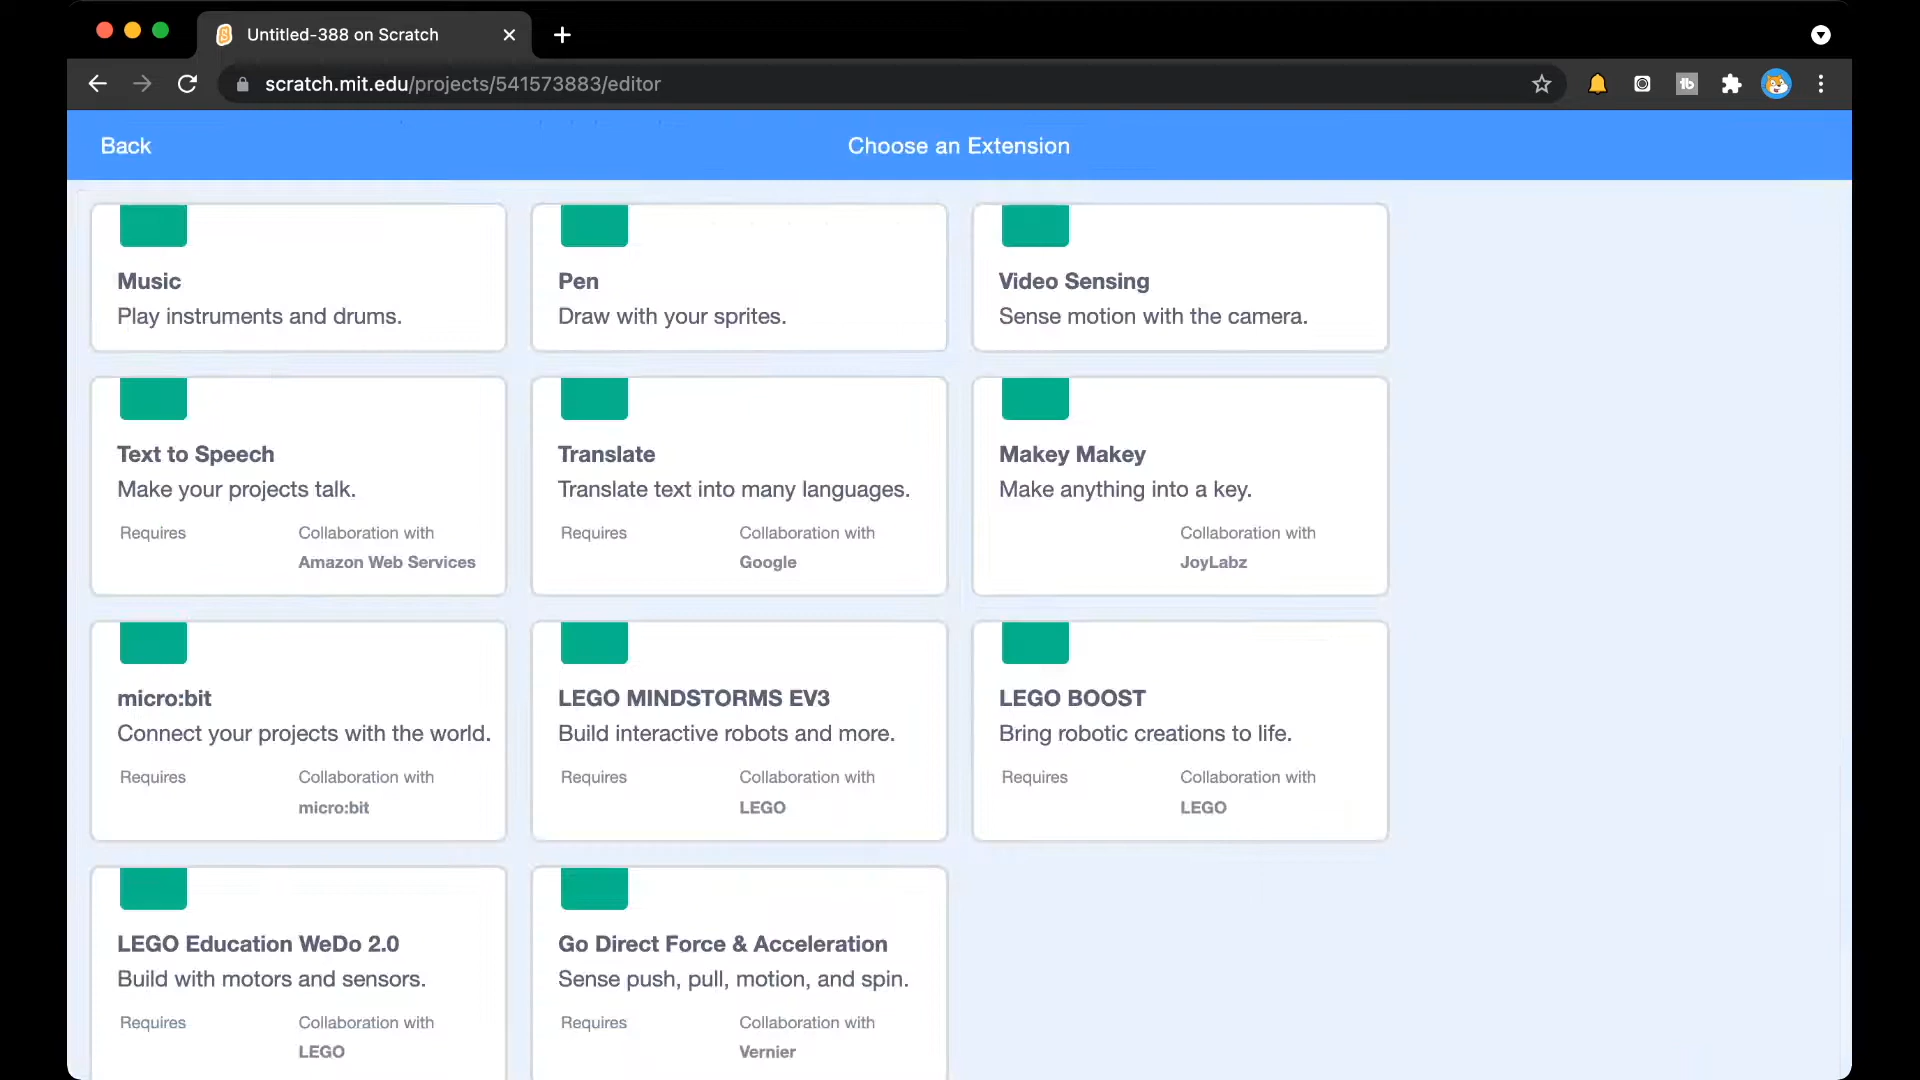 Untitled-388 on Scratch
scratch.mit.edu/projects/541573883/editor
tb
Back
Choose an Extension
Music
Play instruments and drums.
Pen
Draw with your sprites.
Video Sensing
Sense motion with the camera.
Text to Speech
Make your projects talk.
Requires
Collaboration with
Amazon Web Services
Translate
Translate text into many languages.
Requires
Collaboration with
Google
Makey Makey
Make anything into a key.
Collaboration with
JoyLabz
micro:bit
Connect your projects with the world.
Requires
Collaboration with
micro:bit
LEGO MINDSTORMS EV3
Build interactive robots and more.
Requires
Collaboration with
LEGO
LEGO BOOST
Bring robotic creations to life.
Requires
Collaboration with
LEGO
LEGO Education WeDo 2.0
Build with motors and sensors.
Requires
Collaboration with
LEGO
Go Direct Force & Acceleration
Sense push, pull, motion, and spin.
Requires
Collaboration with
Vernier